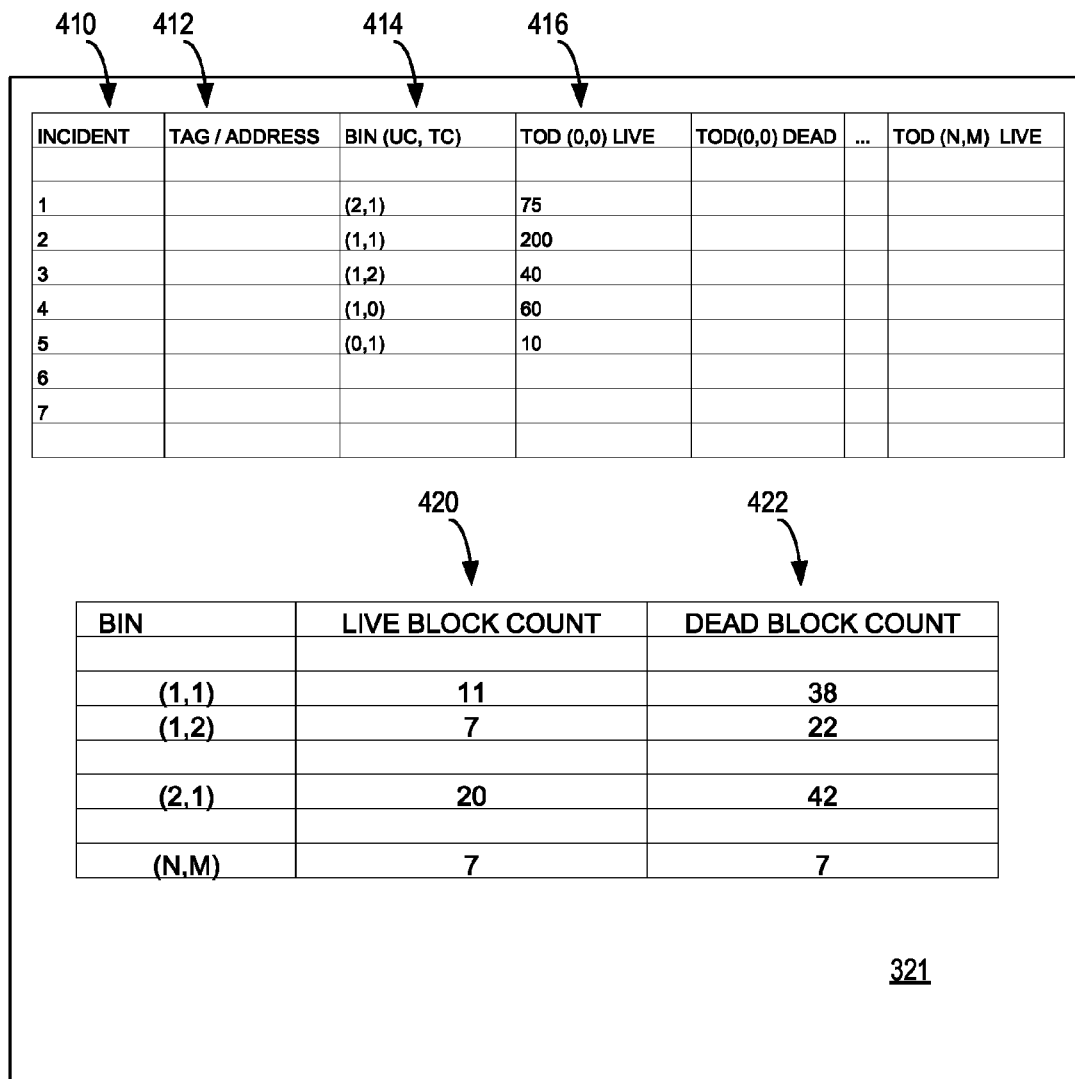 410 412 414 416
INCIDENT TAG / ADDRESS BIN (UC, TC) TOD (0,0) LIVE TOD(0,0) DEAD ... TOD (N,M) LIVE
1 (2,1) 75
2 (1,1) 200
3 (1,2) 40
4 (1,0) 60
5 (0,1) 10
6
7
420 422
BIN LIVE BLOCK COUNT DEAD BLOCK COUNT
(1,1) 11 38
(1,2) 7 22
(2,1) 20 42
(N,M) 7 7
321